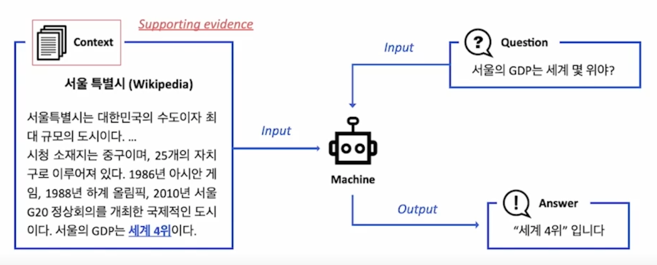 Supporting evidence
Context
서울 특별시 (Wikipedia)
서울특별시는 대한민국의 수도이자 최
대 규모의 도시이다. ...
시청 소재지는 중구이며, 25개의 자치
구로 이루어져 있다. 1986년 아시안 게
임, 1988년 하계 올림픽, 2010년 서울
G20 정상회의를 개최한 국제적인 도시
이다. 서울의 GDP는 세계 4위이다.
Input
Machine
Input
Question
서울의 GDP는 세계 몇 위야?
Output
Answer
“세계 4위” 입니다